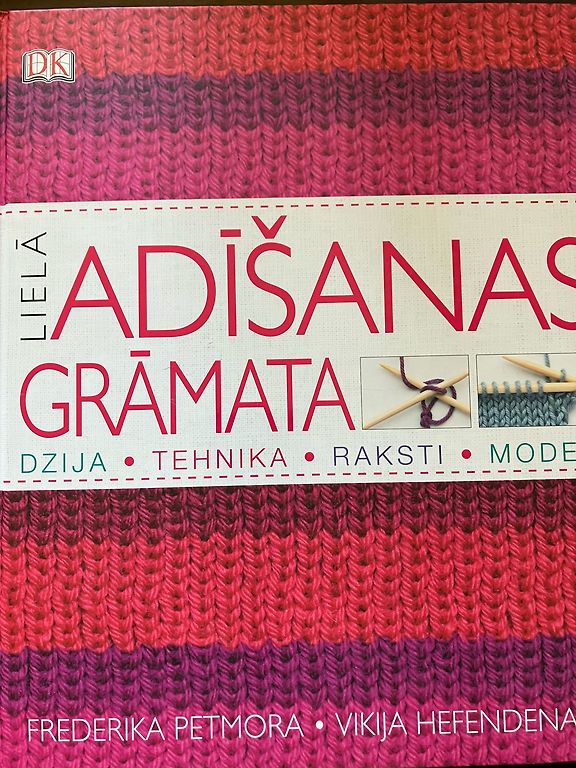 DK
LIELĀ
ADĪŠANAS
GRĀMATA
DZIJA • TEHNIKA • RAKSTI • MODE
FREDERIKA PETMORA • VIKIJA HEFENDENA